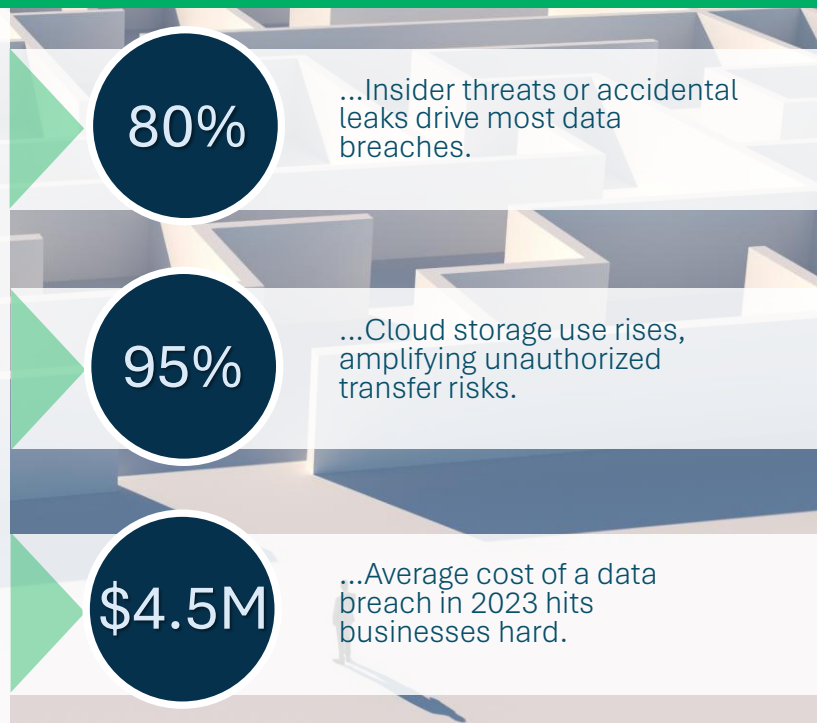 80%
...Insider threats or accidental
leaks drive most data
breaches.
95%
...Cloud storage use rises,
amplifying unauthorized
transfer risks.
$4.5M
...Average cost of a data
breach in 2023 hits
businesses hard.